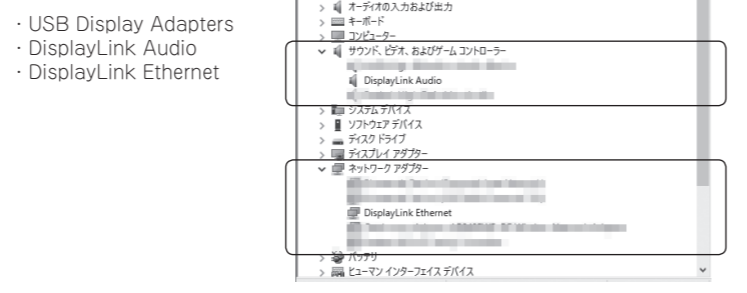 · USB Display Adapters
· DisplayLink Audio
· DisplayLink Ethernet
オーディオの入力および出力
キーボード
コンピューター
サウンド、ビデオ、およびゲーム コントローラー
DisplayLink Audio
システム デバイス
ソフトウェア デバイス
ディスク ドライブ
ディスプレイ アダプター
ネットワーク アダプター
DisplayLink Ethernet
バッテリ
ヒューマン インターフェイス デバイス